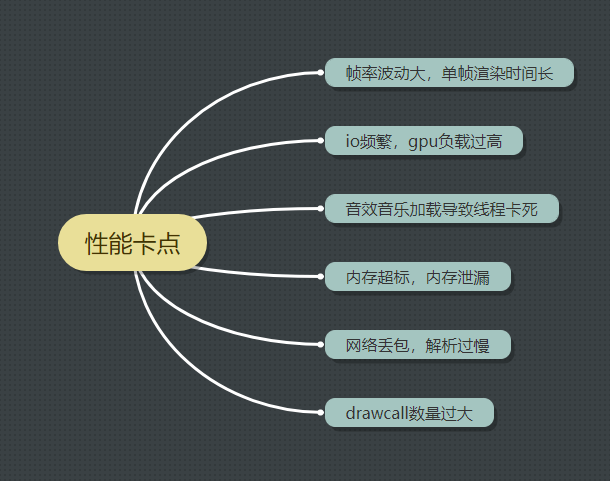 帧率波动大，单帧渲染时间长
io频繁，gpu负载过高
音效音乐加载导致线程卡死
性能卡点
内存超标，内存泄漏
网络丢包，解析过慢
drawcall数量过大